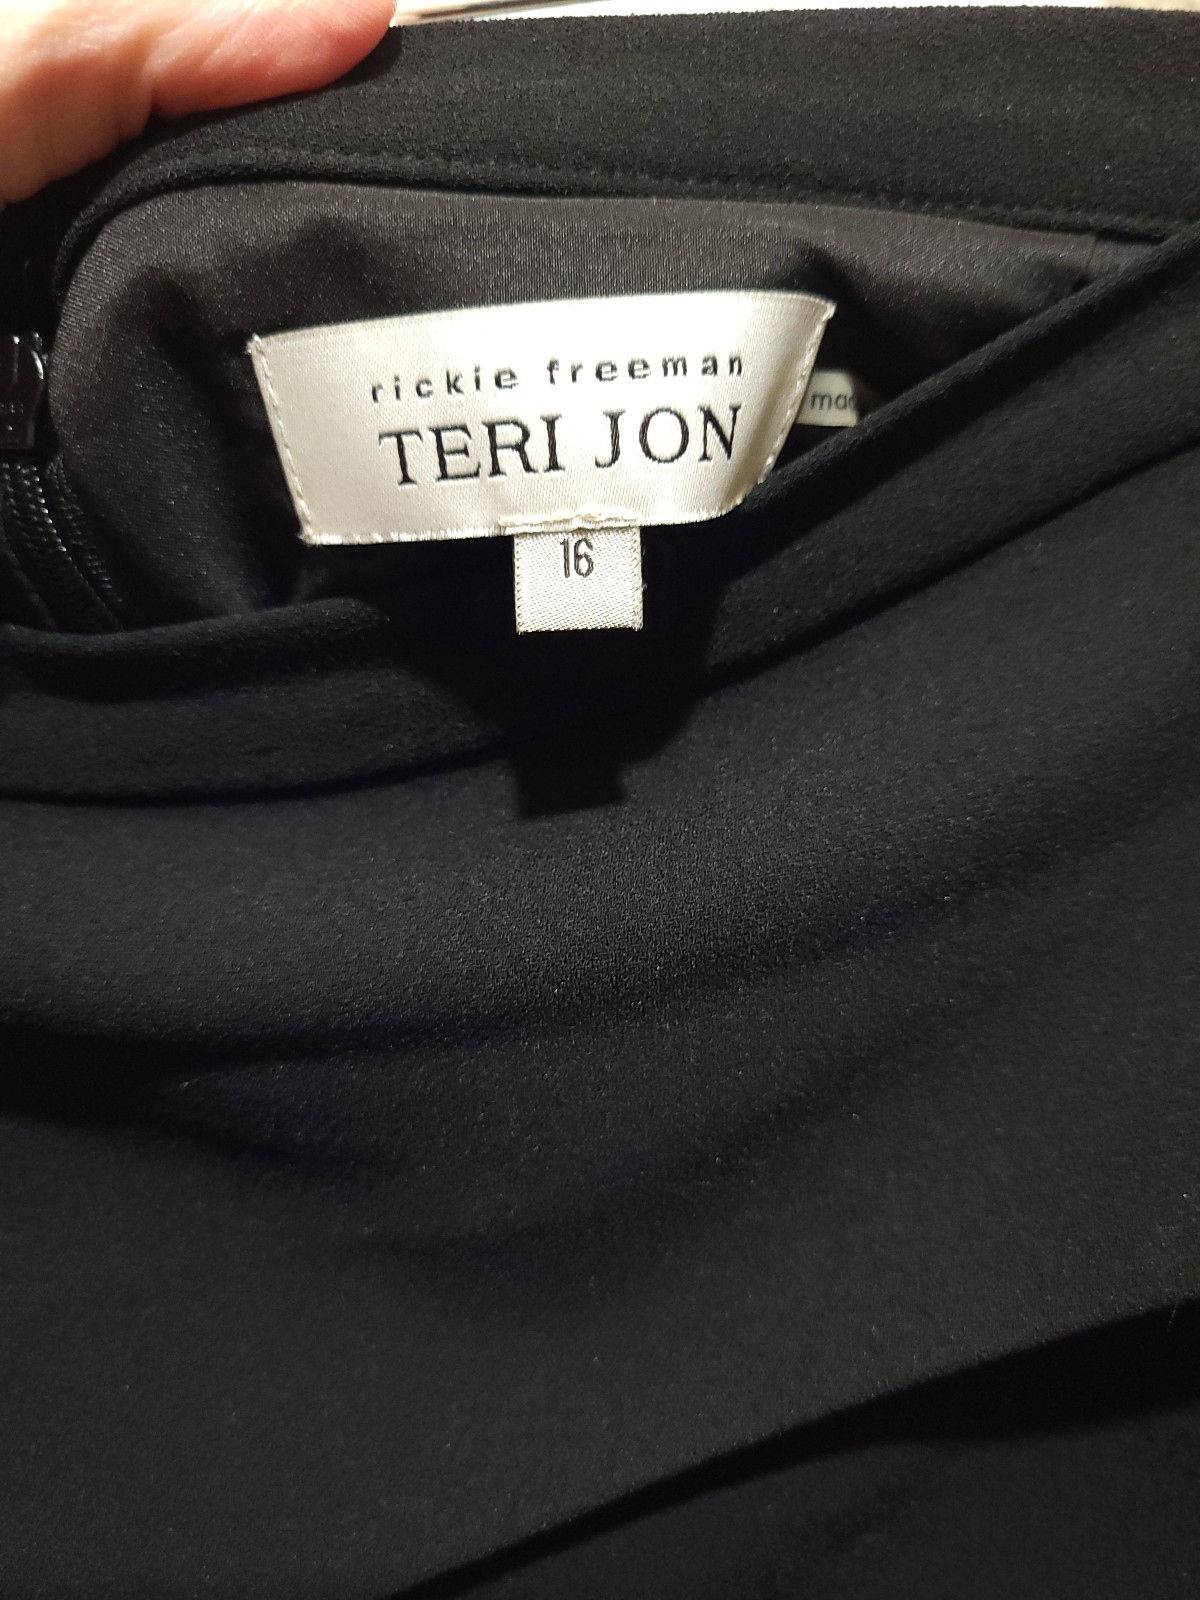 rickie freeman
TERI JON
16